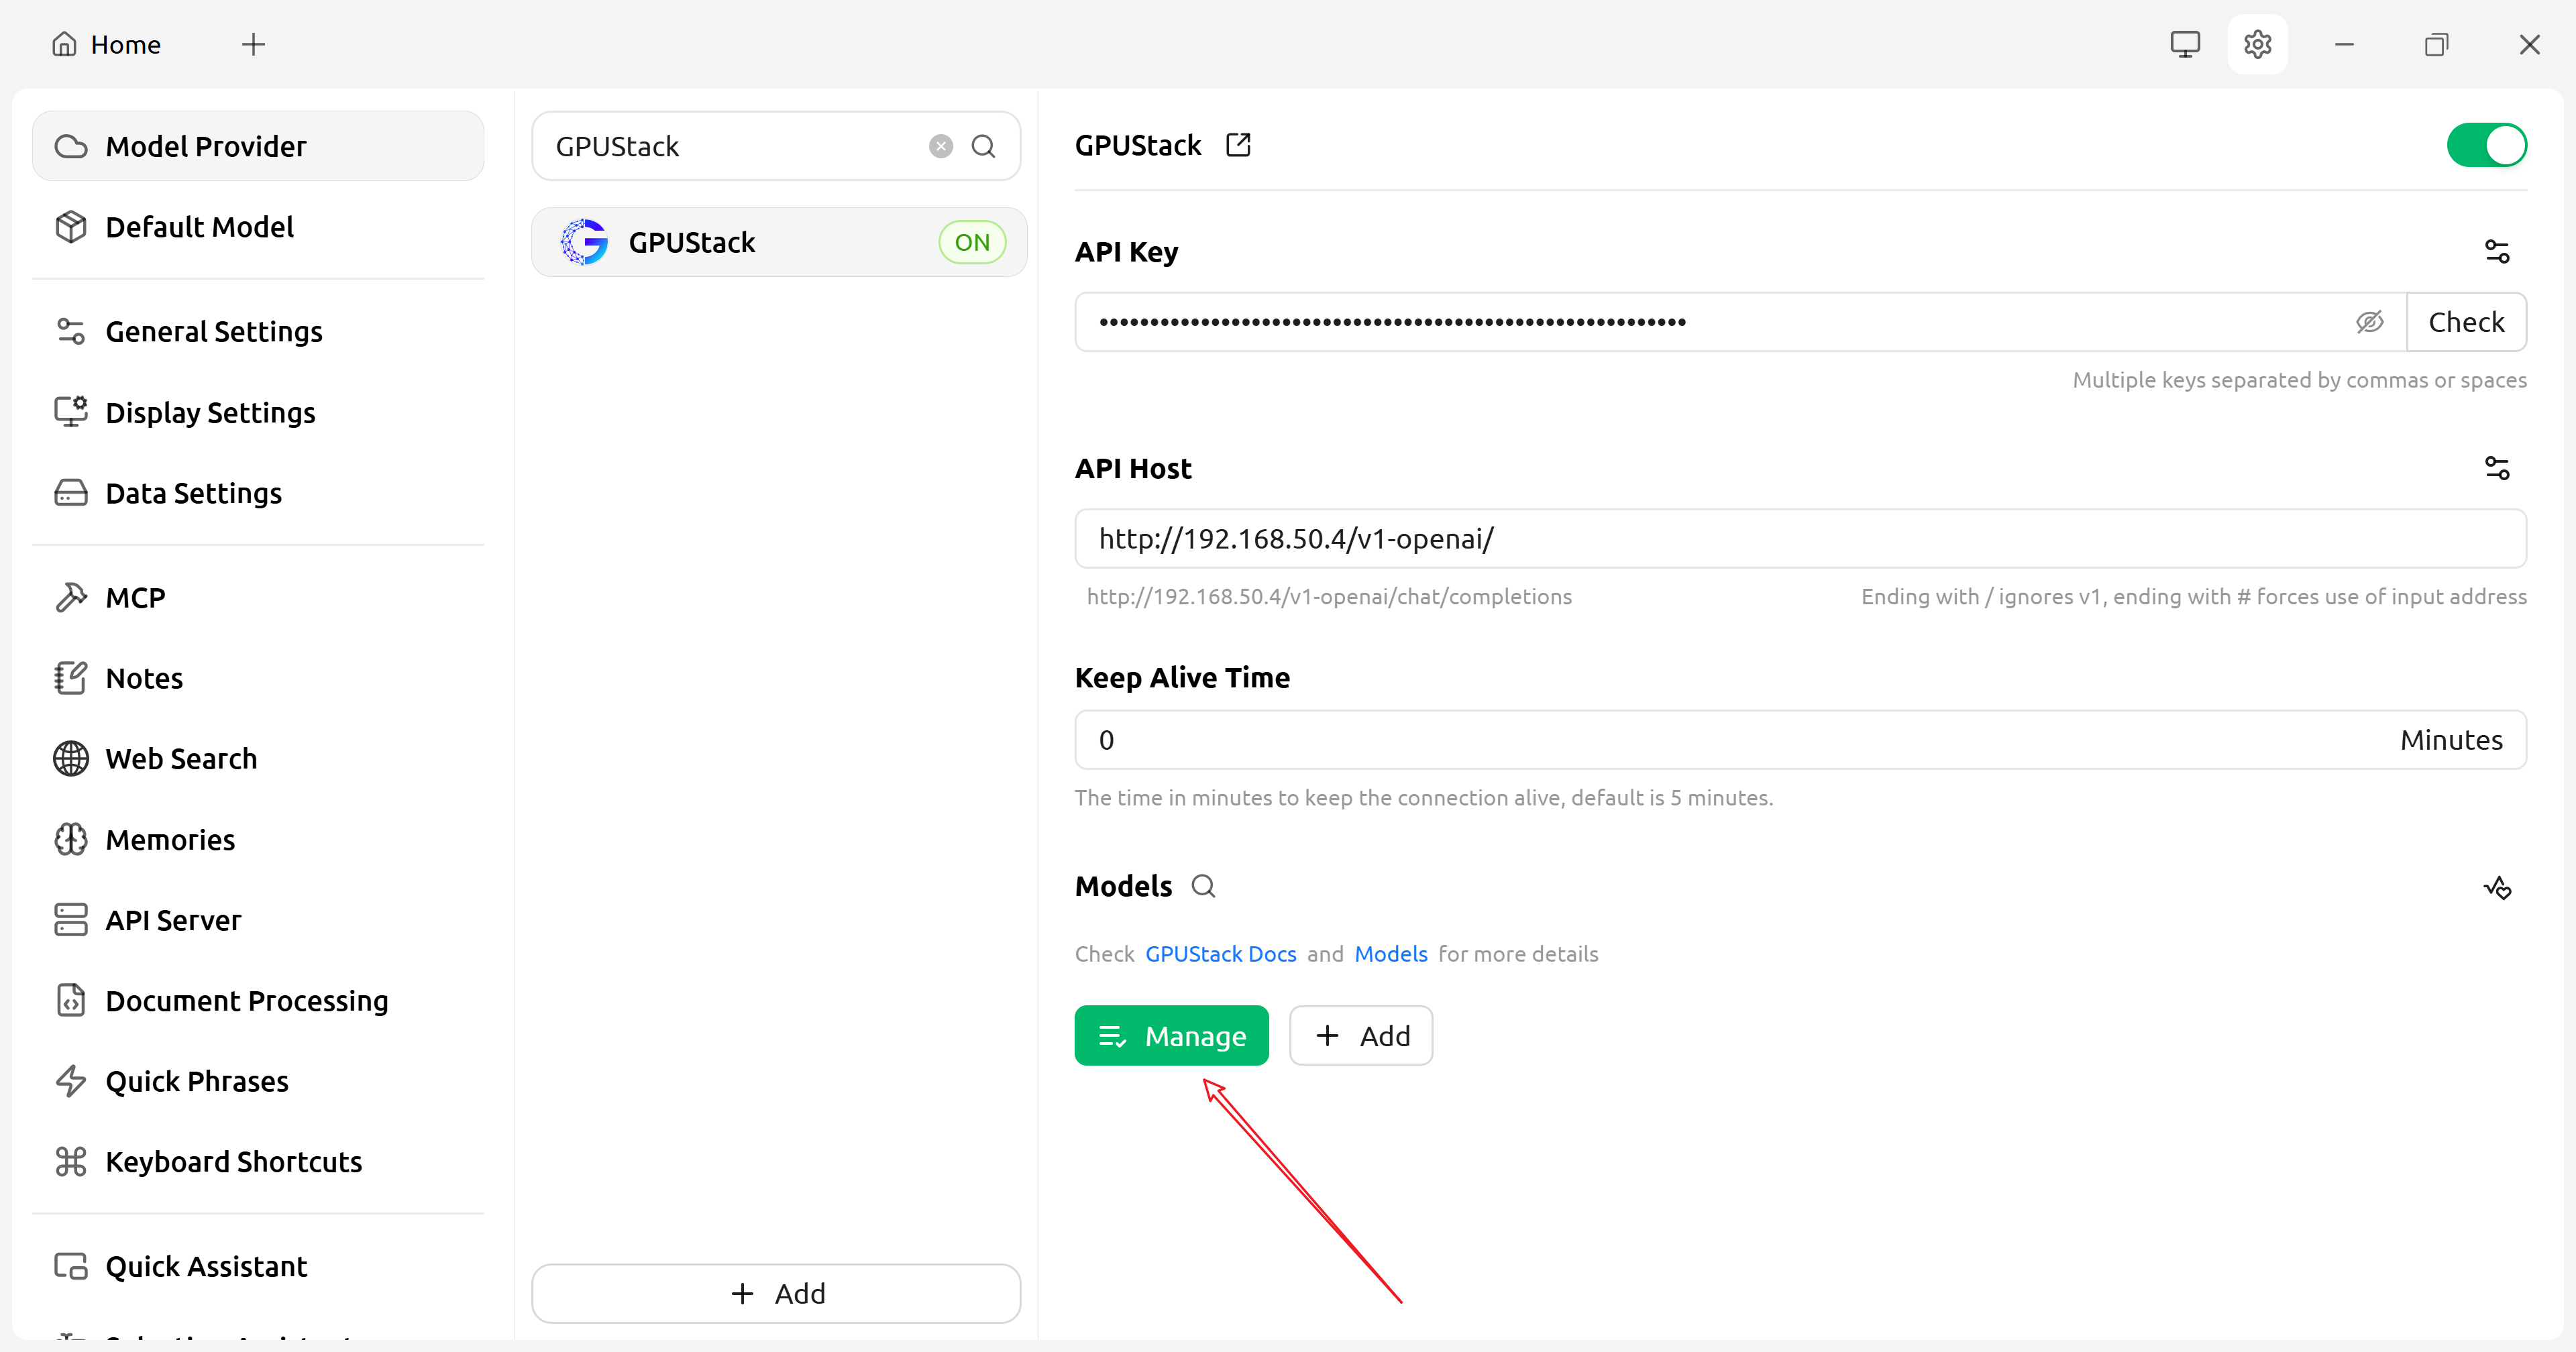 Home
Model Provider
Default Model
General Settings
Display Settings
Data Settings
MCP
Notes
Web Search
Memories
API Server
Document Processing
Quick Phrases
Keyboard Shortcuts
Quick Assistant
GPUStack
GPUStack ON
Add
GPUStack
API Key
Check
Multiple keys separated by commas or spaces
API Host
http://192.168.50.4/v1-openai/
http://192.168.50.4/v1-openai/chat/completions Ending with / ignores v1, ending with # forces use of input address
Keep Alive Time
0 Minutes
The time in minutes to keep the connection alive, default is 5 minutes.
Models
Check GPUStack Docs and Models for more details
Manage Add